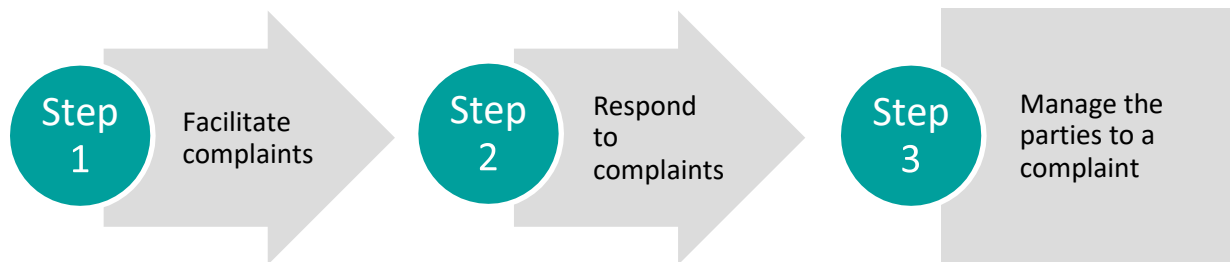 Step
1
Facilitate
complaints
Step
2
Respond
to
complaints
Step
3
Manage the
parties to a
complaint